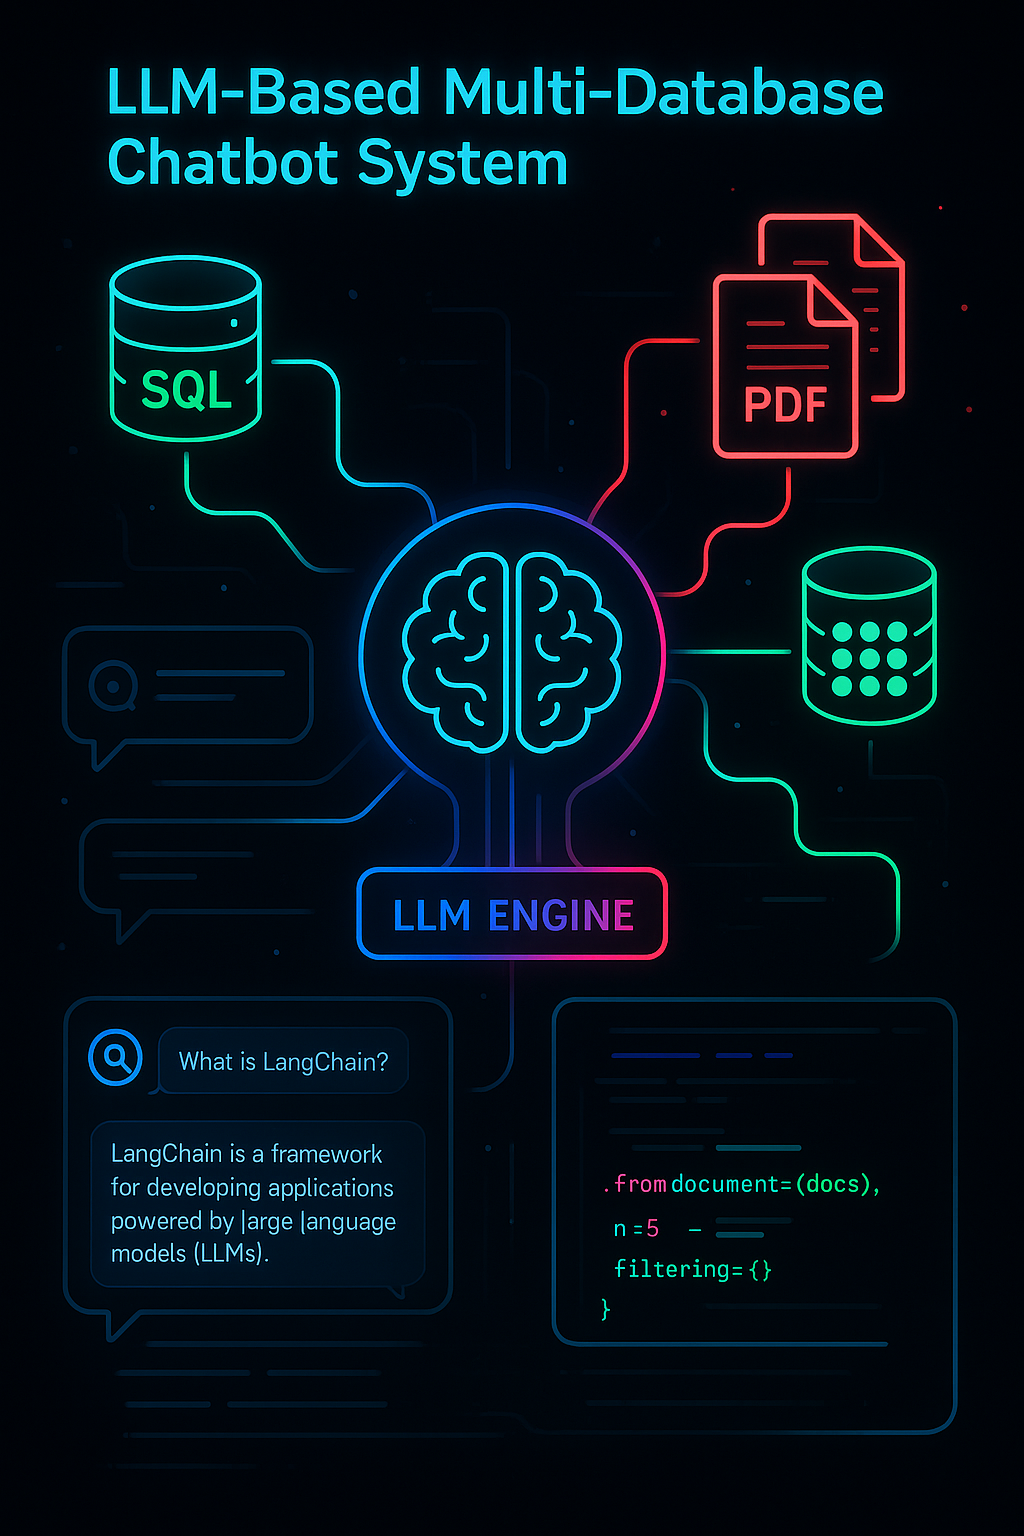 LLM-Based Multi-Database
Chatbot System
SQL
PDF
LLM ENGINE
What is LangChain?
LangChain is a framework
for developing applications
powered by |arge |anguage
models (LLMs).
.from document=(docs),
n=5 –
filtering={}
}